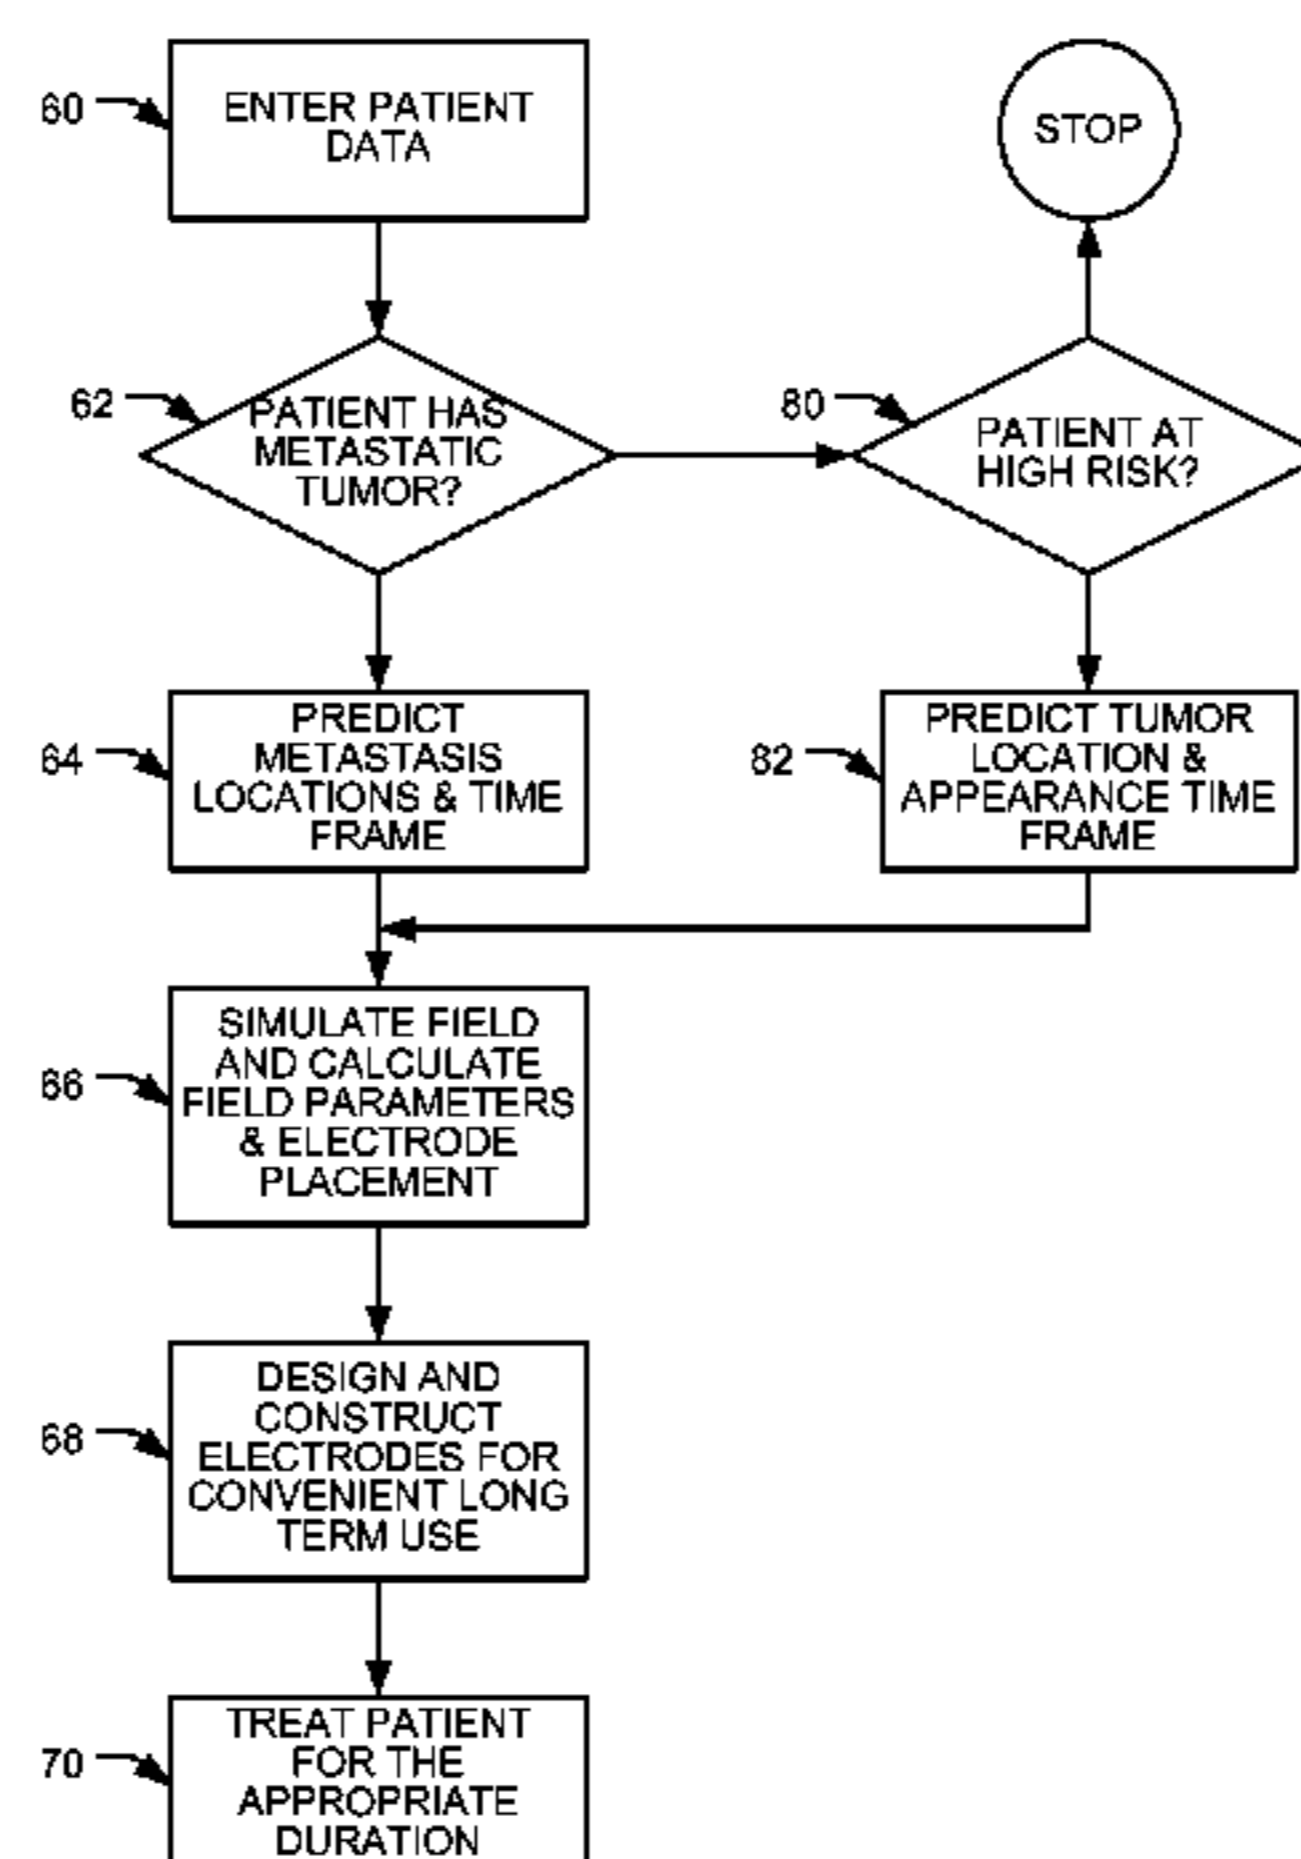 60
ENTER PATIENT
DATA
STOP
62
PATIENT HAS
METASTATIC
TUMOR?
80
PATIENT AT
HIGH RISK?
64
PREDICT
METASTASIS
LOCATIONS & TIME
FRAME
82
PREDICT TUMOR
LOCATION &
APPEARANCE TIME
FRAME
66
SIMULATE FIELD
AND CALCULATE
FIELD PARAMETERS
& ELECTRODE
PLACEMENT
68
DESIGN AND
CONSTRUCT
ELECTRODES FOR
CONVENIENT LONG
TERM USE
70
TREAT PATIENT
FOR THE
APPROPRIATE
DURATION